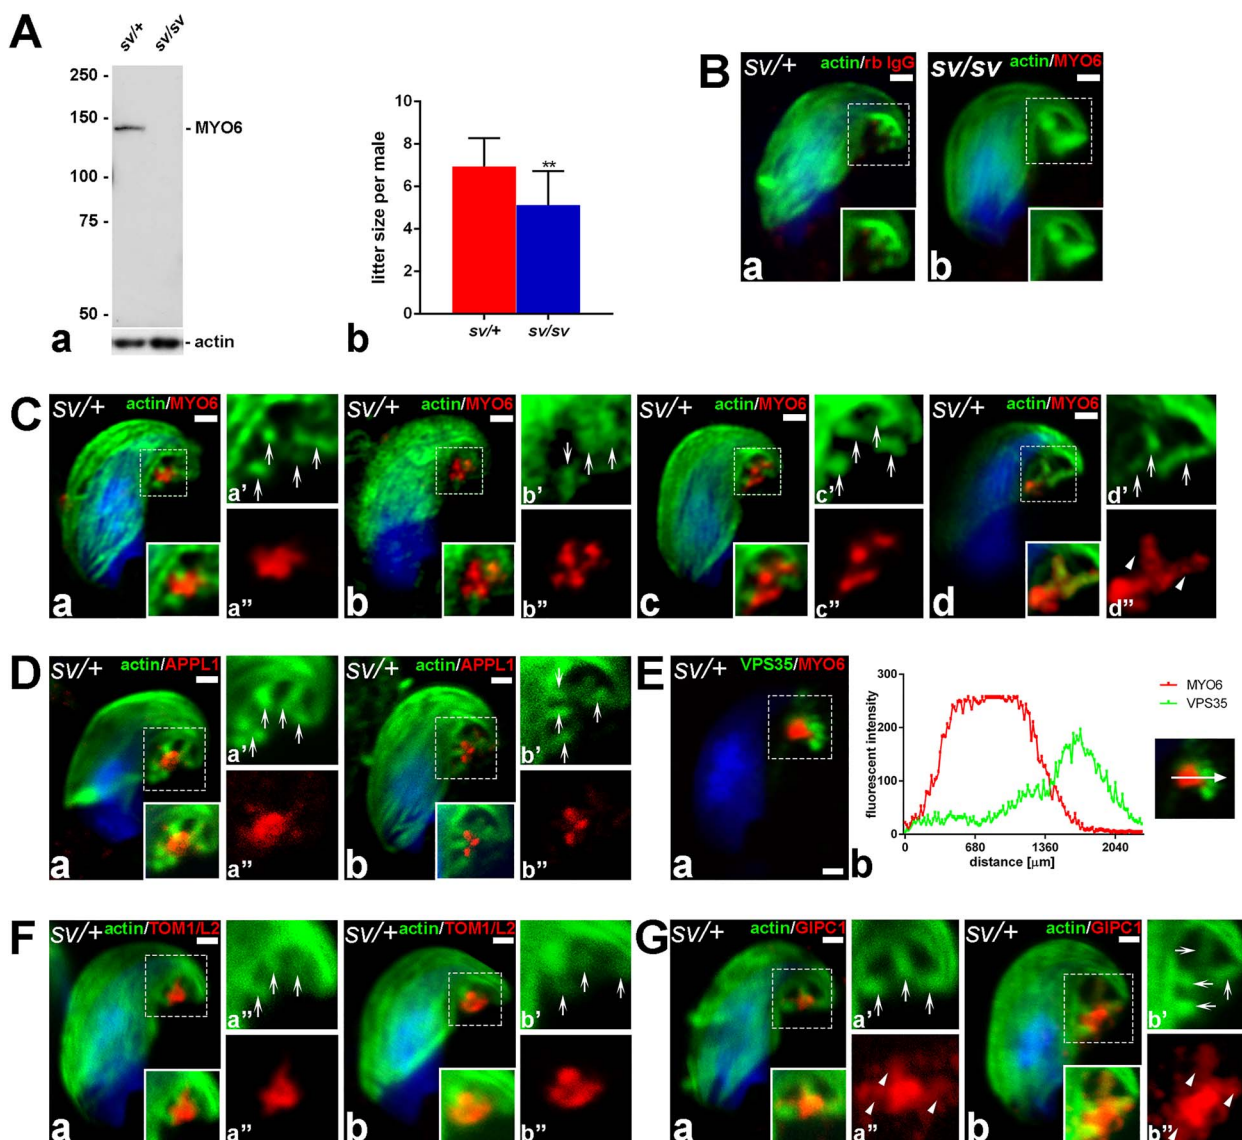 A
sv/+ sv/sv
250 -
150 -
- MYO6
100 -
75 -
50 -
- actin
a
10
8
6
4
2
0
litter size per male
**
sv/+ sv/sv
b
B
sv/+ actin/rb IgG
a
sv/sv actin/MYO6
b
C
sv/+ actin/MYO6
a
a'
a"
sv/+ actin/MYO6
b
b'
b"
sv/+ actin/MYO6
c
c'
c"
sv/+ actin/MYO6
d
d'
d"
D
sv/+ actin/APPL1
a
a'
a"
sv/+ actin/APPL1
b
b'
b"
E
sv/+ VPS35/MYO6
a
300
200
100
0
fluorescent intensity
0 680 1360 2040
distance [µm]
MYO6
VPS35
b
F
sv/+ actin/TOM1/L2
a
a"
a"
sv/+ actin/TOM1/L2
b
b'
b"
G
sv/+ actin/GIPC1
a
a'
a"
sv/+ actin/GIPC1
b
b'
b"